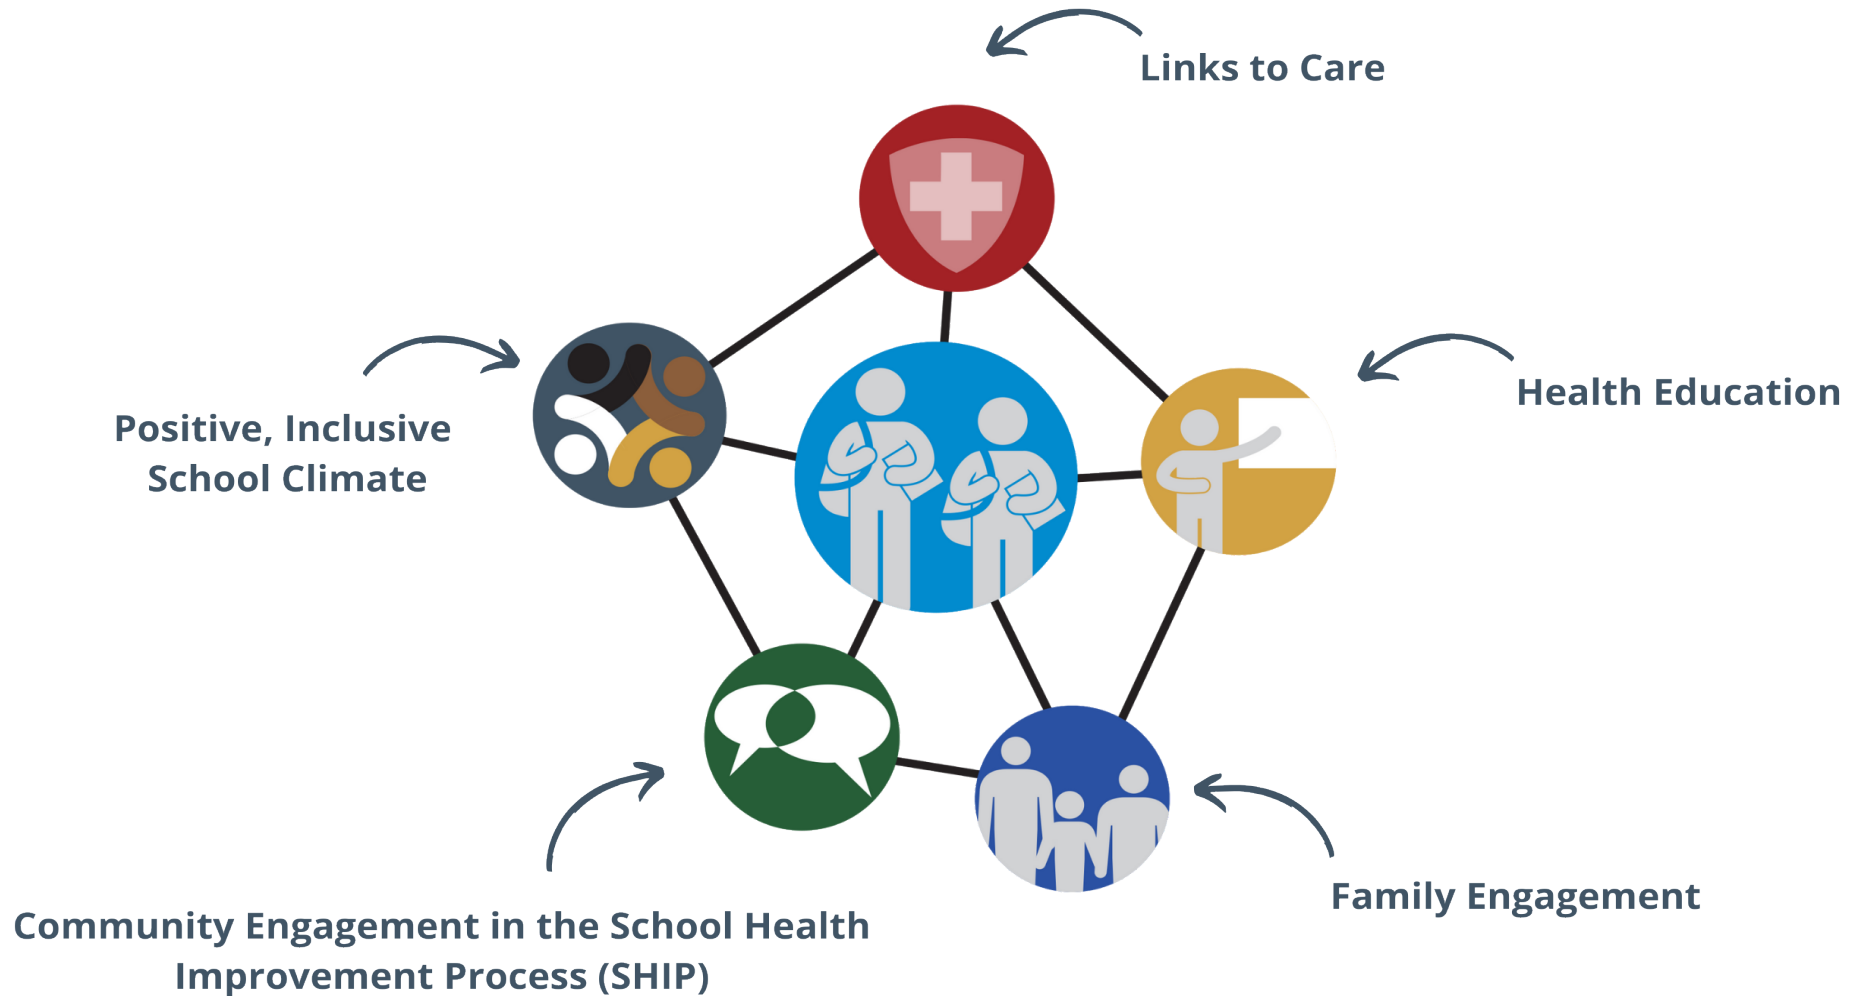 Links to Care
Health Education
Positive, Inclusive
School Climate
Family Engagement
Community Engagement in the School Health
Improvement Process (SHIP)